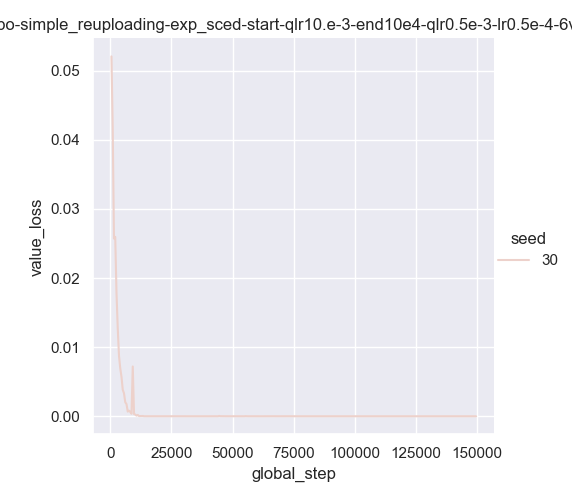 oo-simple_reuploading-exp_sced-start-qlr10.e-3-end10e4-qlr0.5e-3-lr0.5e-4-6v
0.05
0.04
0.03
0.02
0.01
0.00
value_loss
0 25000 50000 75000 100000 125000 150000
global_step
seed
30